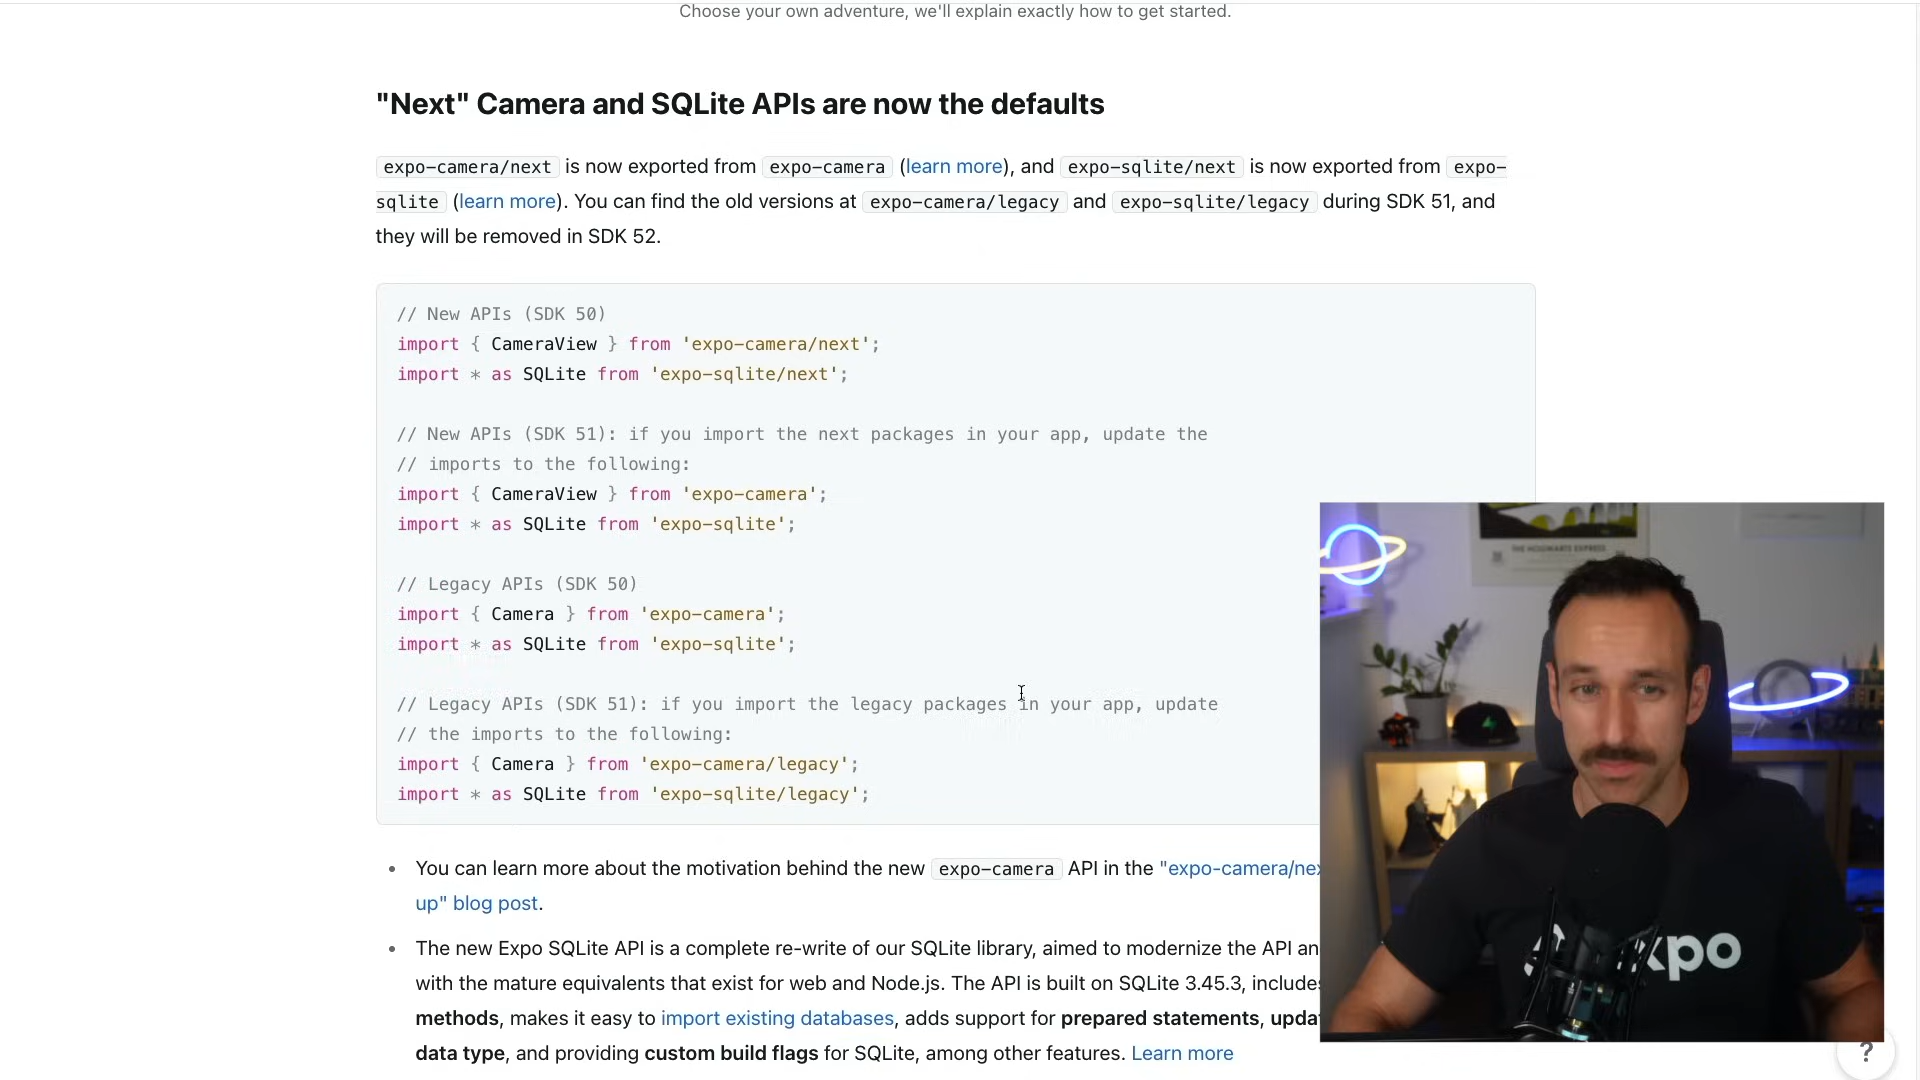 Choose your own adventure, we'll explain exactly how to get started.
"Next" Camera and SQLite APIs are now the defaults
expo-camera/next is now exported from expo-camera (learn more), and expo-sqlite/next is now exported from expo-
sqlite (learn more). You can find the old versions at expo-camera/legacy and expo-sqlite/legacy during SDK 51, and
they will be removed in SDK 52.
// New APIs (SDK 50)
import { CameraView } from 'expo-camera/next';
import * as SQLite from 'expo-sqlite/next';
// New APIs (SDK 51): if you import the next packages in your app, update the
// imports to the following:
import { CameraView } from 'expo-camera';
import * as SQLite from 'expo-sqlite';
// Legacy APIs (SDK 50)
import { Camera } from 'expo-camera';
import * as SQLite from 'expo-sqlite';
// Legacy APIs (SDK 51): if you import the legacy packages in your app, update
// the imports to the following:
import { Camera } from 'expo-camera/legacy';
import * as SQLite from 'expo-sqlite/legacy';
• You can learn more about the motivation behind the new expo-camera API in the "expo-camera/nex
up" blog post.
• The new Expo SQLite API is a complete re-write of our SQLite library, aimed to modernize the API an
with the mature equivalents that exist for web and Node.js. The API is built on SQLite 3.45.3, includes
methods, makes it easy to import existing databases, adds support for prepared statements, upda
data type, and providing custom build flags for SQLite, among other features. Learn more
THE HOGWARTS EXPRESS
xpo
?